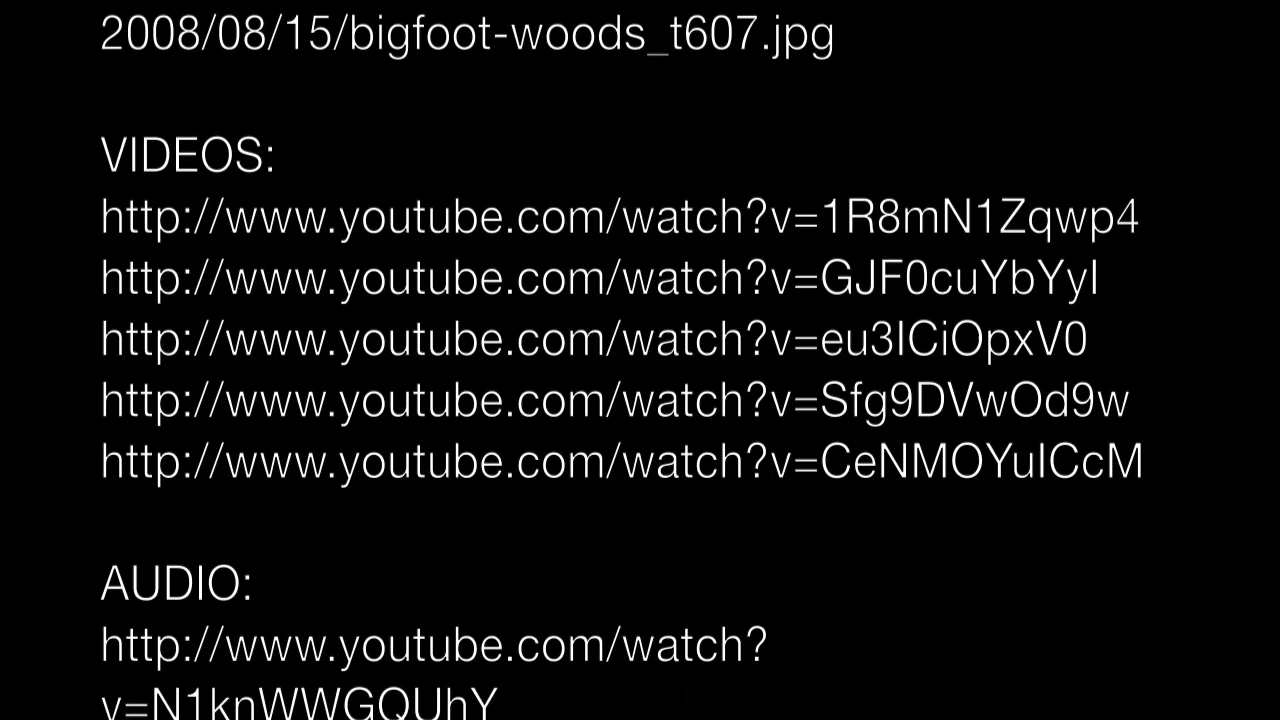 2008/08/15/bigfoot-woods_t607.jpg
VIDEOS:
http://www.youtube.com/watch?v=1R8mN1Zqwp4
http://www.youtube.com/watch?v=GJF0cuYbYyI
http://www.youtube.com/watch?v=eu3ICiOpxV0
http://www.youtube.com/watch?v=Sfg9DVwOd9w
http://www.youtube.com/watch?v=CeNMOYuICcM
AUDIO:
http://www.youtube.com/watch?
v=N1knWWGQUhY